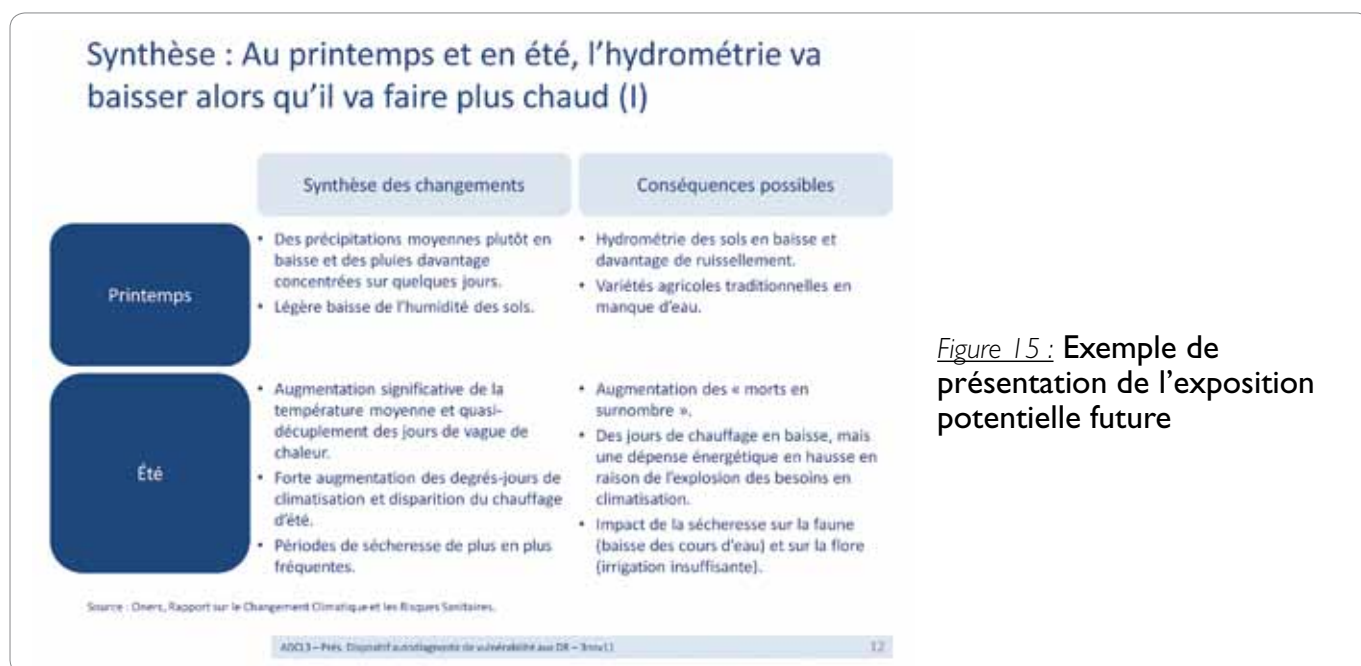 Synthèse : Au printemps et en été, l’hydrométrie va
baisser alors qu’il va faire plus chaud (I)
Synthèse des changements
Conséquences possibles
Printemps
• Des précipitations moyennes plutôt en
baisse et des pluies davantage
concentrées sur quelques jours.
• Légère baisse de l’humidité des sols.
• Hydrométrie des sols en baisse et
davantage de ruissellement.
• Variétés agricoles traditionnelles en
manque d’eau.
Été
• Augmentation significative de la
température moyenne et quasi-
décuplement des jours de vague de
chaleur.
• Forte augmentation des degrés-jours de
climatisation et disparition du chauffage
d’été.
• Périodes de sécheresse de plus en plus
fréquentes.
• Augmentation des « morts en
surnombre ».
• Des jours de chauffage en baisse, mais
une dépense énergétique en hausse en
raison de l’explosion des besoins en
climatisation.
• Impact de la sécheresse sur la faune
(baisse des cours d’eau) et sur la flore
(irrigation insuffisante).
Source : Onerc, Rapport sur le Changement Climatique et les Risques Sanitaires.
– Prés. Dispositif autodiagnostic de vulnérabilité aux DR – 3nov11
12
Figure 15 : Exemple de
présentation de l’exposition
potentielle future